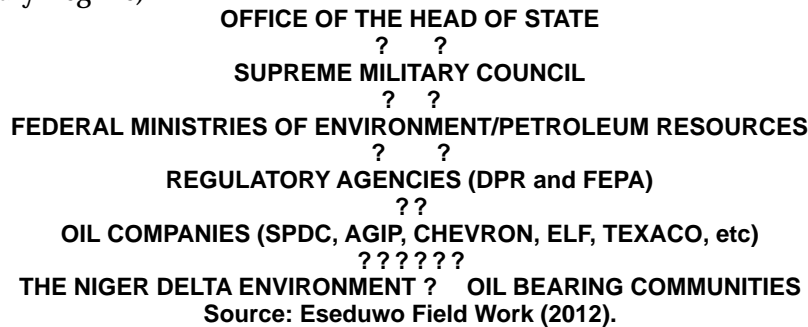 OFFICE OF THE HEAD OF STATE
? ?
SUPREME MILITARY COUNCIL
? ?
FEDERAL MINISTRIES OF ENVIRONMENT/PETROLEUM RESOURCES
? ?
REGULATORY AGENCIES (DPR and FEPA)
? ?
OIL COMPANIES (SPDC, AGIP, CHEVRON, ELF, TEXACO, etc)
? ? ? ? ? ?
THE NIGER DELTA ENVIRONMENT ? OIL BEARING COMMUNITIES
Source: Eseduwo Field Work (2012).